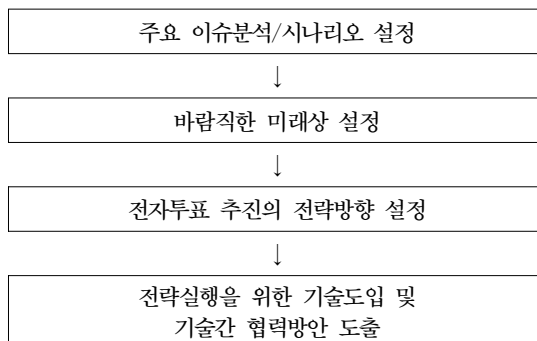 주요 이슈분석/시나리오 설정
↓
바람직한 미래상 설정
↓
전자투표 추진의 전략방향 설정
↓
전략실행을 위한 기술도입 및
기술간 협력방안 도출